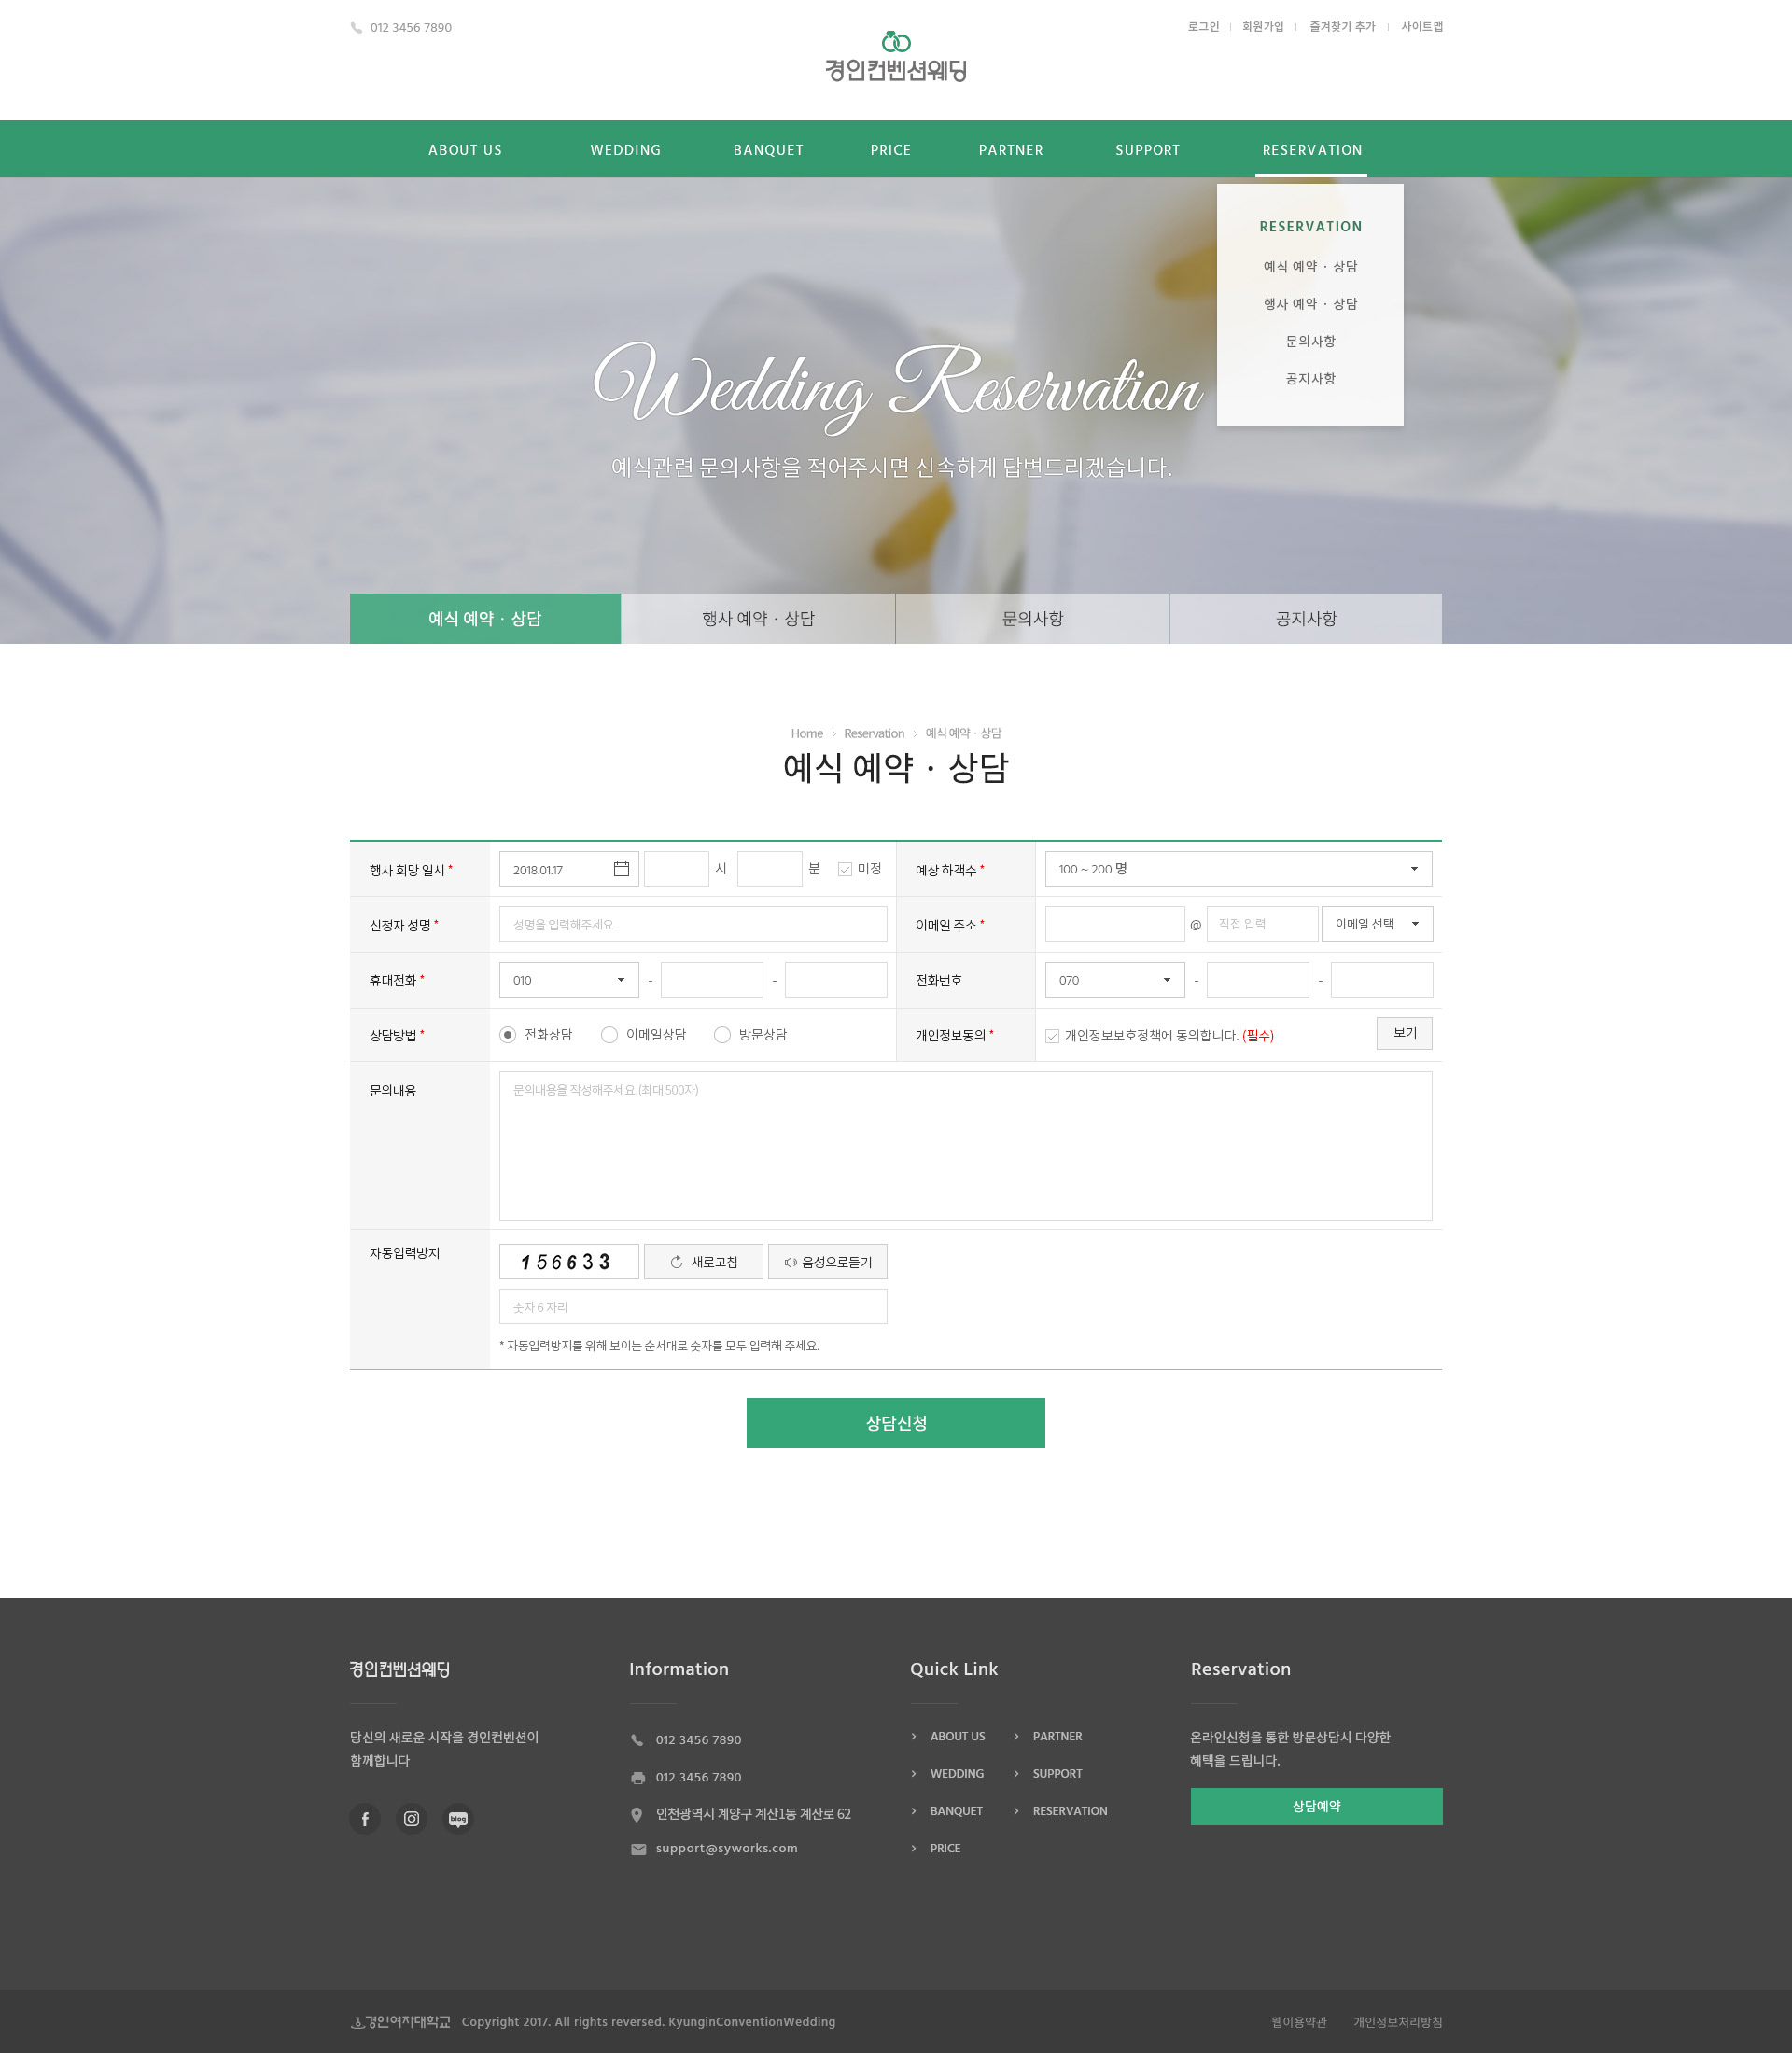 012 3456 7890
로그인 회원가입 즐겨찾기 추가 사이트맵
경인컨벤션웨딩
ABOUT US WEDDING BANQUET PRICE PARTNER SUPPORT RESERVATION
RESERVATION
예식 예약 · 상담
행사 예약 · 상담
문의사항
공지사항
Wedding Reservation
예식관련 문의사항을 적어주시면 신속하게 답변드리겠습니다.
예식 예약 · 상담 행사 예약 · 상담 문의사항 공지사항
Home > Reservation > 예식 예약 · 상담
예식 예약 · 상담
행사 희망 일시 * 2018.01.17 시 분 미정 예상 하객수 * 100 ~ 200 명
신청자 성명 * 성명을 입력해주세요 이메일 주소 * @ 직접 입력 이메일 선택
휴대전화 * 010 - - 전화번호 070 - -
상담방법 * 전화상담 이메일상담 방문상담 개인정보동의 * 개인정보보호정책에 동의합니다. (필수) 보기
문의내용 문의내용을 작성해주세요.(최대 500자)
자동입력방지 156633 새로고침 음성으로듣기
숫자 6 자리
* 자동입력방지를 위해 보이는 순서대로 숫자를 모두 입력해 주세요.
상담신청
경인컨벤션웨딩
당신의 새로운 시작을 경인컨벤션이
함께합니다
blog
Information
012 3456 7890
012 3456 7890
인천광역시 계양구 계산1동 계산로 62
support@syworks.com
Quick Link
> ABOUT US > PARTNER
> WEDDING > SUPPORT
> BANQUET > RESERVATION
> PRICE
Reservation
온라인신청을 통한 방문상담시 다양한
혜택을 드립니다.
상담예약
경인여자대학교 Copyright 2017. All rights reversed. KyunginConventionWedding
웹이용약관 개인정보처리방침